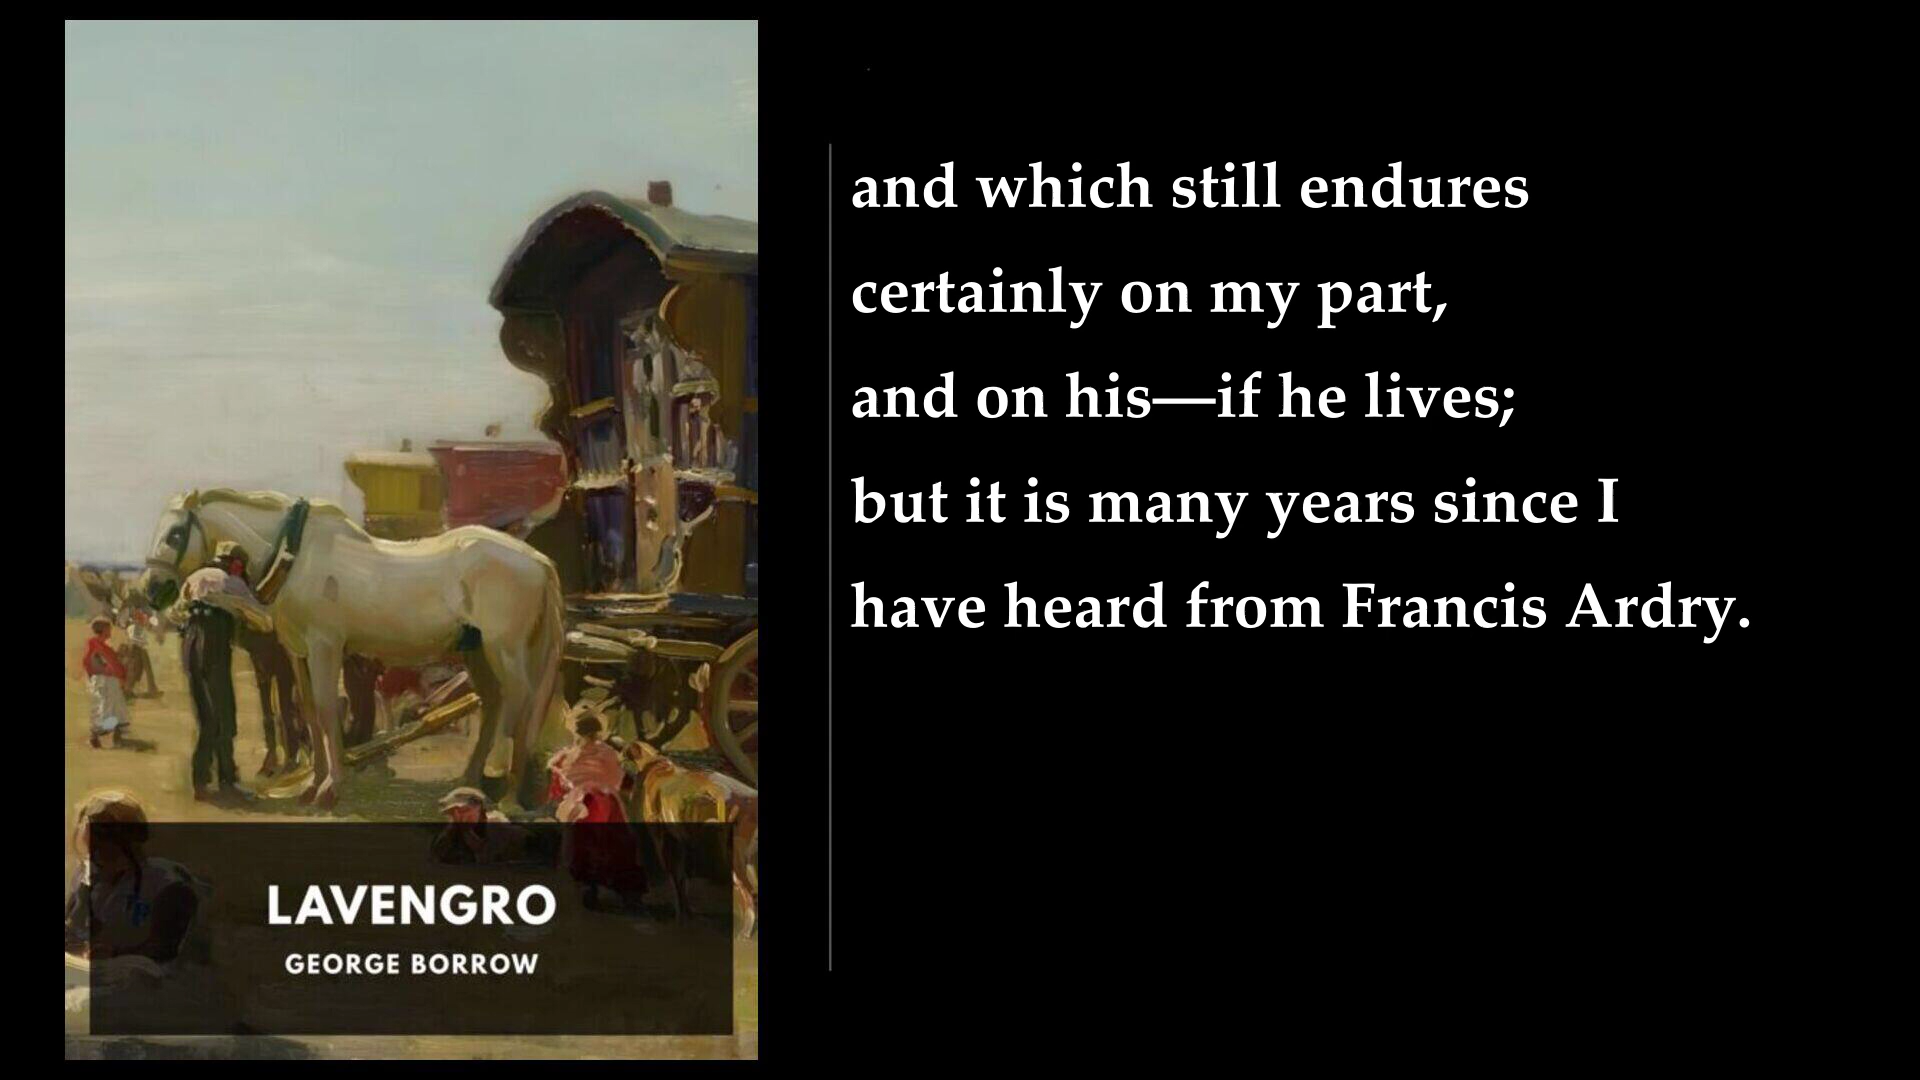 LAVENGRO
GEORGE BORROW
and which still endures
certainly on my part,
and on his—if he lives;
but it is many years since I
have heard from Francis Ardry.